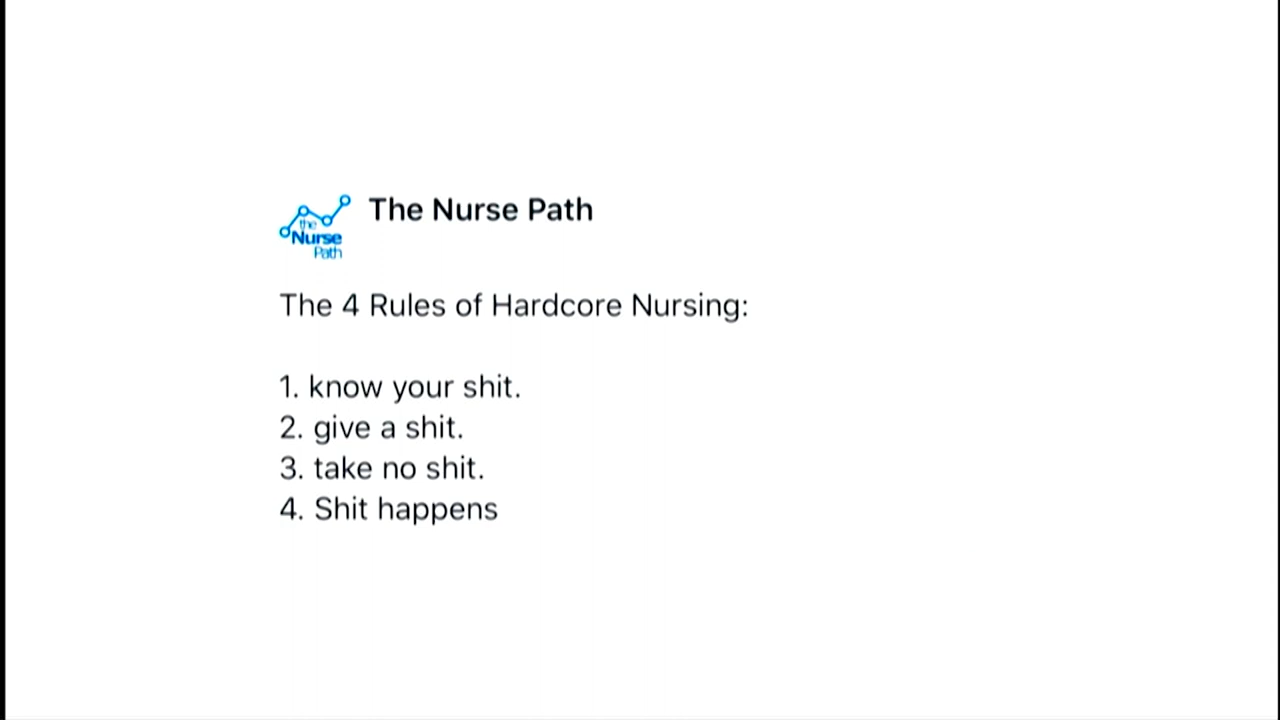 The Nurse Path
the
Nurse
Path
The 4 Rules of Hardcore Nursing:
1. know your shit.
2. give a shit.
3. take no shit.
4. Shit happens